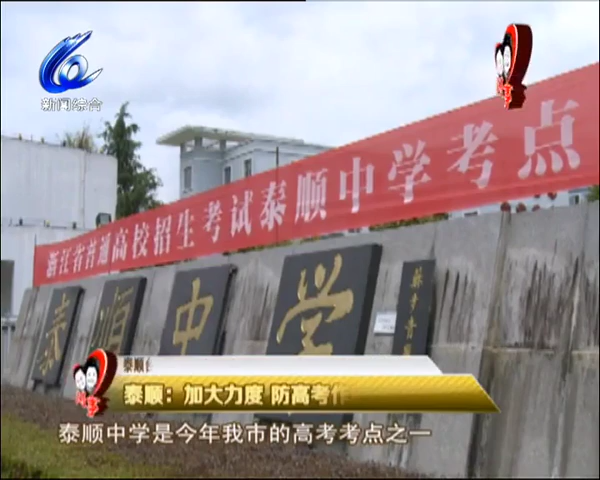 新闻综合
浙江省普通高校招生考试泰顺中学考点
泰顺中学
泰顺
泰顺：加大力度 防高考作
泰顺中学是今年我市的高考考点之一